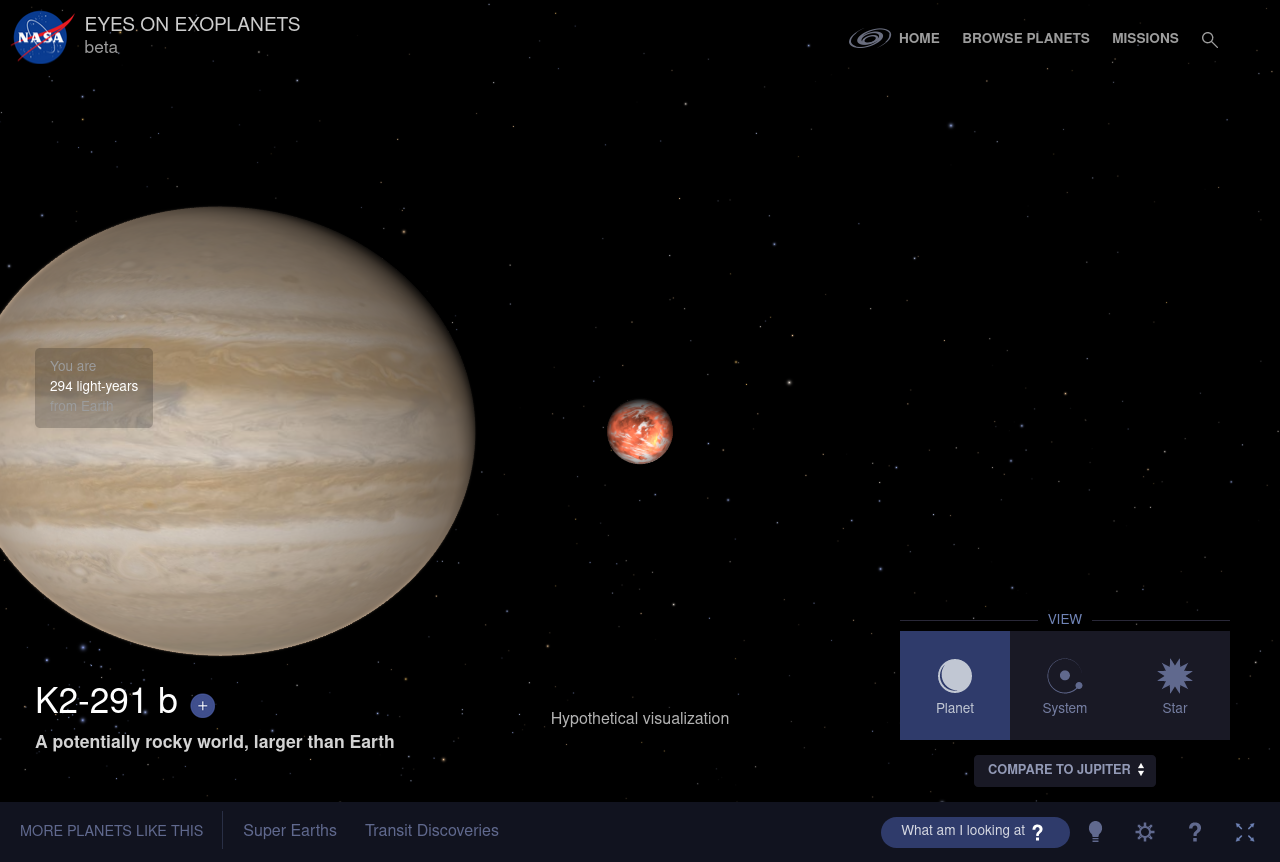 NASA
EYES ON EXOPLANETS
beta
HOME
BROWSE PLANETS
MISSIONS
You are
294 light-years
from Earth
K2-291 b +
A potentially rocky world, larger than Earth
Hypothetical visualization
VIEW
Planet
System
Star
COMPARE TO JUPITER
MORE PLANETS LIKE THIS
Super Earths
Transit Discoveries
What am I looking at ?
?